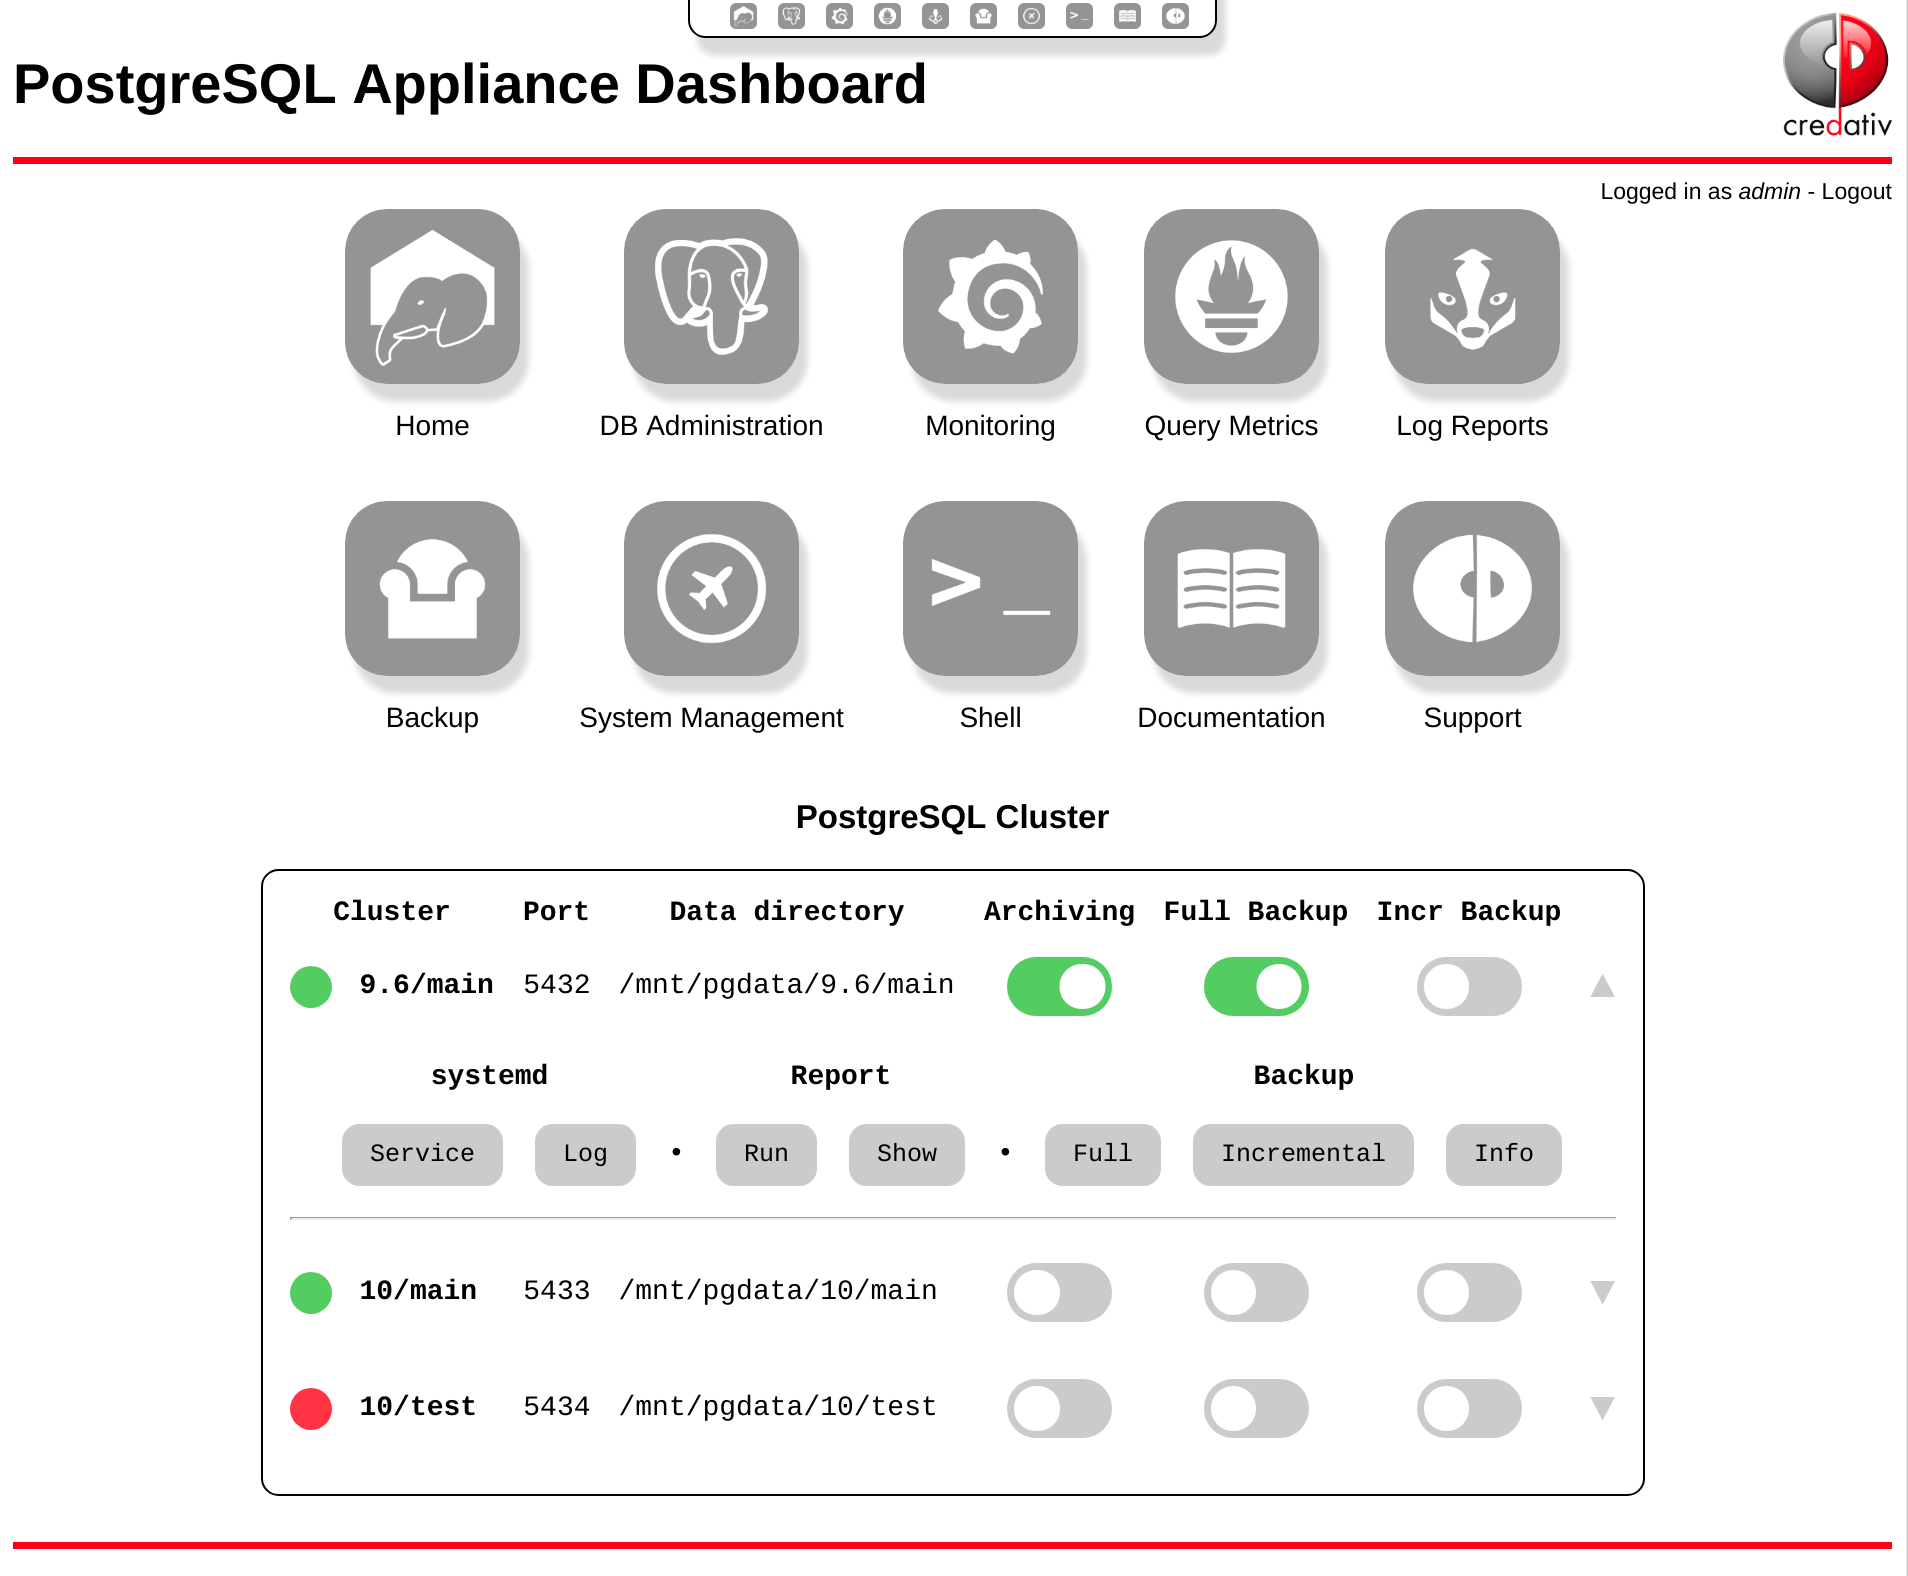 PostgreSQL Appliance Dashboard
credativ
Logged in as admin - Logout
Home
DB Administration
Monitoring
Query Metrics
Log Reports
>_
Backup
System Management
Shell
Documentation
Support
PostgreSQL Cluster
Cluster Port Data directory Archiving Full Backup Incr Backup
9.6/main 5432 /mnt/pgdata/9.6/main
systemd Report Backup
Service Log • Run Show • Full Incremental Info
10/main 5433 /mnt/pgdata/10/main
10/test 5434 /mnt/pgdata/10/test